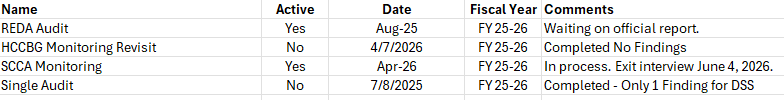 Name Active Date Fiscal Year Comments
REDA Audit Yes Aug-25 FY 25-26 Waiting on official report.
HCCBG Monitoring Revisit No 4/7/2026 FY 25-26 Completed No Findings
SCCA Monitoring Yes Apr-26 FY 25-26 In process. Exit interview June 4, 2026.
Single Audit No 7/8/2025 FY 25-26 Completed - Only 1 Finding for DSS